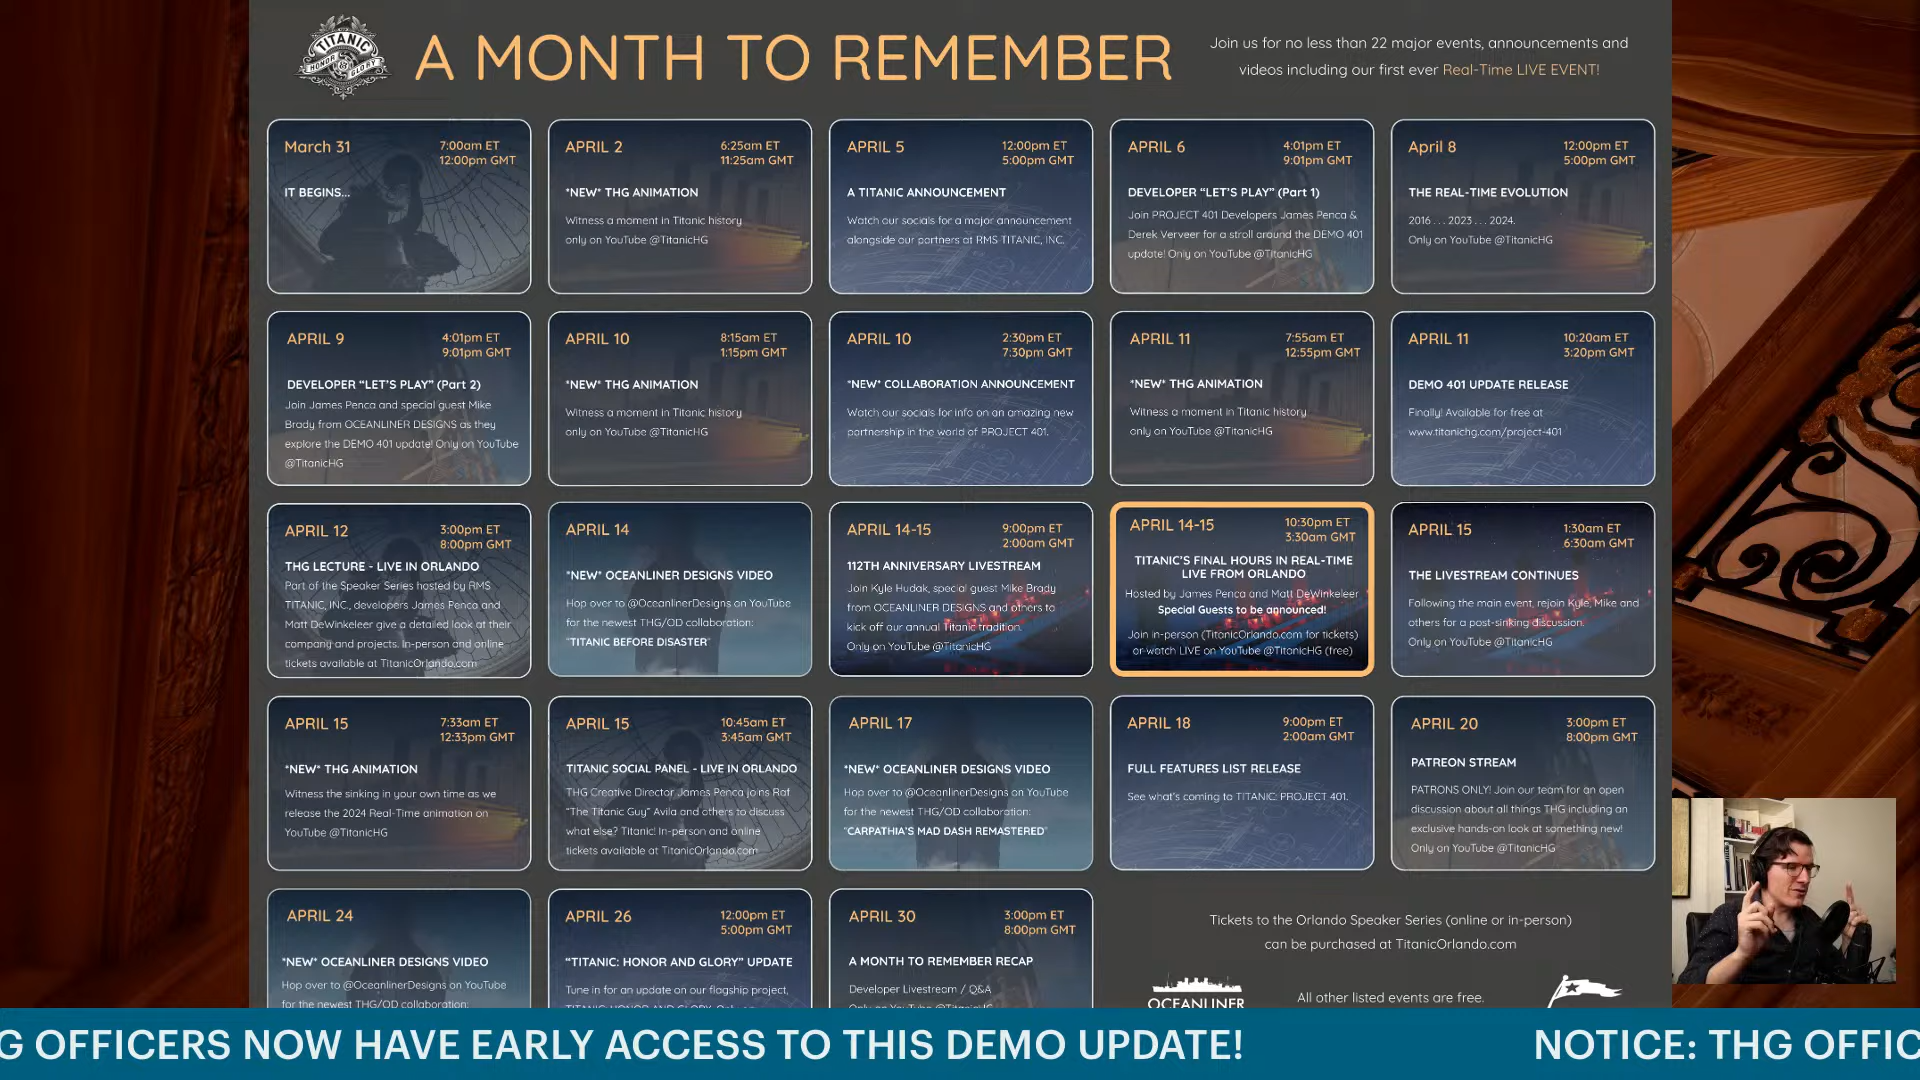 TITANIC
HONOR & GLORY
A MONTH TO REMEMBER
Join us for no less than 22 major events, announcements and
videos including our first ever Real-Time LIVE EVENT!
March 31
7:00am ET
12:00pm GMT
IT BEGINS...
APRIL 2
6:25am ET
11:25am GMT
*NEW* THG ANIMATION
Witness a moment in Titanic history
only on YouTube @TitanicHG
APRIL 5
12:00pm ET
5:00pm GMT
A TITANIC ANNOUNCEMENT
Watch our socials for a major announcement
alongside our partners at RMS TITANIC, INC.
APRIL 6
4:01pm ET
9:01pm GMT
DEVELOPER “LET’S PLAY” (Part 1)
Join PROJECT 401 Developers James Penca &
Derek Verveer for a stroll around the DEMO 401
update! Only on YouTube @TitanicHG
April 8
12:00pm ET
5:00pm GMT
THE REAL-TIME EVOLUTION
2016 . . . 2023 . . . 2024.
Only on YouTube @TitanicHG
APRIL 9
4:01pm ET
9:01pm GMT
DEVELOPER “LET’S PLAY” (Part 2)
Join James Penca and special guest Mike
Brady from OCEANLINER DESIGNS as they
explore the DEMO 401 update! Only on YouTube
@TitanicHG
APRIL 10
8:15am ET
1:15pm GMT
*NEW* THG ANIMATION
Witness a moment in Titanic history
only on YouTube @TitanicHG
APRIL 10
2:30pm ET
7:30pm GMT
*NEW* COLLABORATION ANNOUNCEMENT
Watch our socials for info on an amazing new
partnership in the world of PROJECT 401.
APRIL 11
7:55am ET
12:55pm GMT
*NEW* THG ANIMATION
Witness a moment in Titanic history
only on YouTube @TitanicHG
APRIL 11
10:20am ET
3:20pm GMT
DEMO 401 UPDATE RELEASE
Finally! Available for free at
www.titanichg.com/project-401
APRIL 12
3:00pm ET
8:00pm GMT
THG LECTURE - LIVE IN ORLANDO
Part of the Speaker Series hosted by RMS
TITANIC, INC., developers James Penca and
Matt DeWinkeleer give a detailed look at their
company and projects. In-person and online
tickets available at TitanicOrlando.com
APRIL 14
*NEW* OCEANLINER DESIGNS VIDEO
Hop over to @OceanlinerDesigns on YouTube
for the newest THG/OD collaboration:
“TITANIC BEFORE DISASTER”
APRIL 14-15
9:00pm ET
2:00am GMT
112TH ANNIVERSARY LIVESTREAM
Join Kyle Hudak, special guest Mike Brady
from OCEANLINER DESIGNS and others to
kick off our annual Titanic tradition.
Only on YouTube @TitanicHG
APRIL 14-15
10:30pm ET
3:30am GMT
TITANIC’S FINAL HOURS IN REAL-TIME
LIVE FROM ORLANDO
Hosted by James Penca and Matt DeWinkeleer
Special Guests to be announced!
Join in-person (TitanicOrlando.com for tickets)
or watch LIVE on YouTube @TitanicHG (free)
APRIL 15
1:30am ET
6:30am GMT
THE LIVESTREAM CONTINUES
Following the main event, rejoin Kyle, Mike and
others for a post-sinking discussion.
Only on YouTube @TitanicHG
APRIL 15
7:33am ET
12:33pm GMT
*NEW* THG ANIMATION
Witness the sinking in your own time as we
release the 2024 Real-Time animation on
YouTube @TitanicHG
APRIL 15
10:45am ET
3:45am GMT
TITANIC SOCIAL PANEL - LIVE IN ORLANDO
THG Creative Director James Penca joins Raf
“The Titanic Guy” Avila and others to discuss
what else? Titanic! In-person and online
tickets available at TitanicOrlando.com
APRIL 17
*NEW* OCEANLINER DESIGNS VIDEO
Hop over to @OceanlinerDesigns on YouTube
for the newest THG/OD collaboration:
“CARPATHIA’S MAD DASH REMASTERED”
APRIL 18
9:00pm ET
2:00am GMT
FULL FEATURES LIST RELEASE
See what’s coming to TITANIC: PROJECT 401.
APRIL 20
3:00pm ET
8:00pm GMT
PATREON STREAM
PATRONS ONLY! Join our team for an open
discussion about all things THG including an
exclusive hands-on look at something new!
Only on YouTube @TitanicHG
APRIL 24
*NEW* OCEANLINER DESIGNS VIDEO
Hop over to @OceanlinerDesigns on YouTube
for the newest THG/OD collaboration:
APRIL 26
12:00pm ET
5:00pm GMT
“TITANIC: HONOR AND GLORY” UPDATE
Tune in for an update on our flagship project,
APRIL 30
3:00pm ET
8:00pm GMT
A MONTH TO REMEMBER RECAP
Developer Livestream / Q&A
Only on YouTube @TitanicHG
Tickets to the Orlando Speaker Series (online or in-person)
can be purchased at TitanicOrlando.com
OCEANLINER
All other listed events are free.
G OFFICERS NOW HAVE EARLY ACCESS TO THIS DEMO UPDATE! NOTICE: THG OFFIC